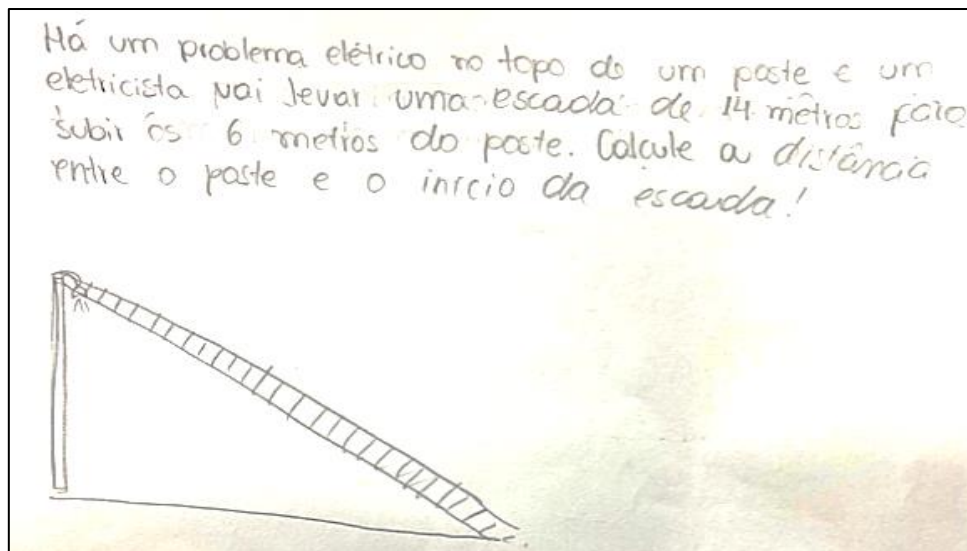 Há um problema elétrico no topo de um poste e um
eletricista vai levar uma escada de 14 metros para
subir os 6 metros do poste. Calcule a distância
entre o poste e o início da escada!